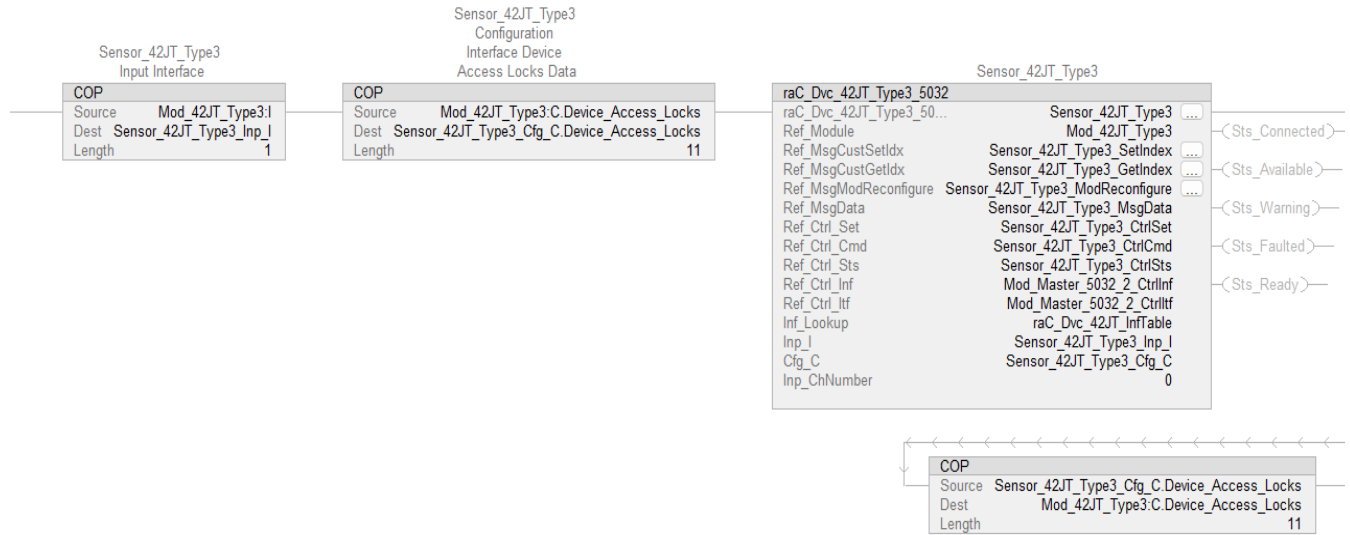 Sensor_42JT_Type3
Input Interface
COP
Source Mod_42JT_Type3:I
Dest Sensor_42JT_Type3_Inp_I
Length 1
Sensor_42JT_Type3
Configuration
Interface Device
Access Locks Data
COP
Source Mod_42JT_Type3:C.Device_Access_Locks
Dest Sensor_42JT_Type3_Cfg_C.Device_Access_Locks
Length 11
Sensor_42JT_Type3
raC_Dvc_42JT_Type3_5032
raC_Dvc_42JT_Type3_50... Sensor_42JT_Type3 ...
Ref_Module Mod_42JT_Type3 (Sts_Connected)
Ref_MsgCustSetIdx Sensor_42JT_Type3_SetIndex ...
Ref_MsgCustGetIdx Sensor_42JT_Type3_GetIndex ... (Sts_Available)
Ref_MsgModReconfigure Sensor_42JT_Type3_ModReconfigure ...
Ref_MsgData Sensor_42JT_Type3_MsgData (Sts_Warning)
Ref_Ctrl_Set Sensor_42JT_Type3_CtrlSet
Ref_Ctrl_Cmd Sensor_42JT_Type3_CtrlCmd (Sts_Faulted)
Ref_Ctrl_Sts Sensor_42JT_Type3_CtrlSts
Ref_Ctrl_Inf Mod_Master_5032_2_CtrlInf (Sts_Ready)
Ref_Ctrl_Itf Mod_Master_5032_2_CtrlItf
Inf_Lookup raC_Dvc_42JT_InfTable
Inp_I Sensor_42JT_Type3_Inp_I
Cfg_C Sensor_42JT_Type3_Cfg_C
Inp_ChNumber 0
COP
Source Sensor_42JT_Type3_Cfg_C.Device_Access_Locks
Dest Mod_42JT_Type3:C.Device_Access_Locks
Length 11